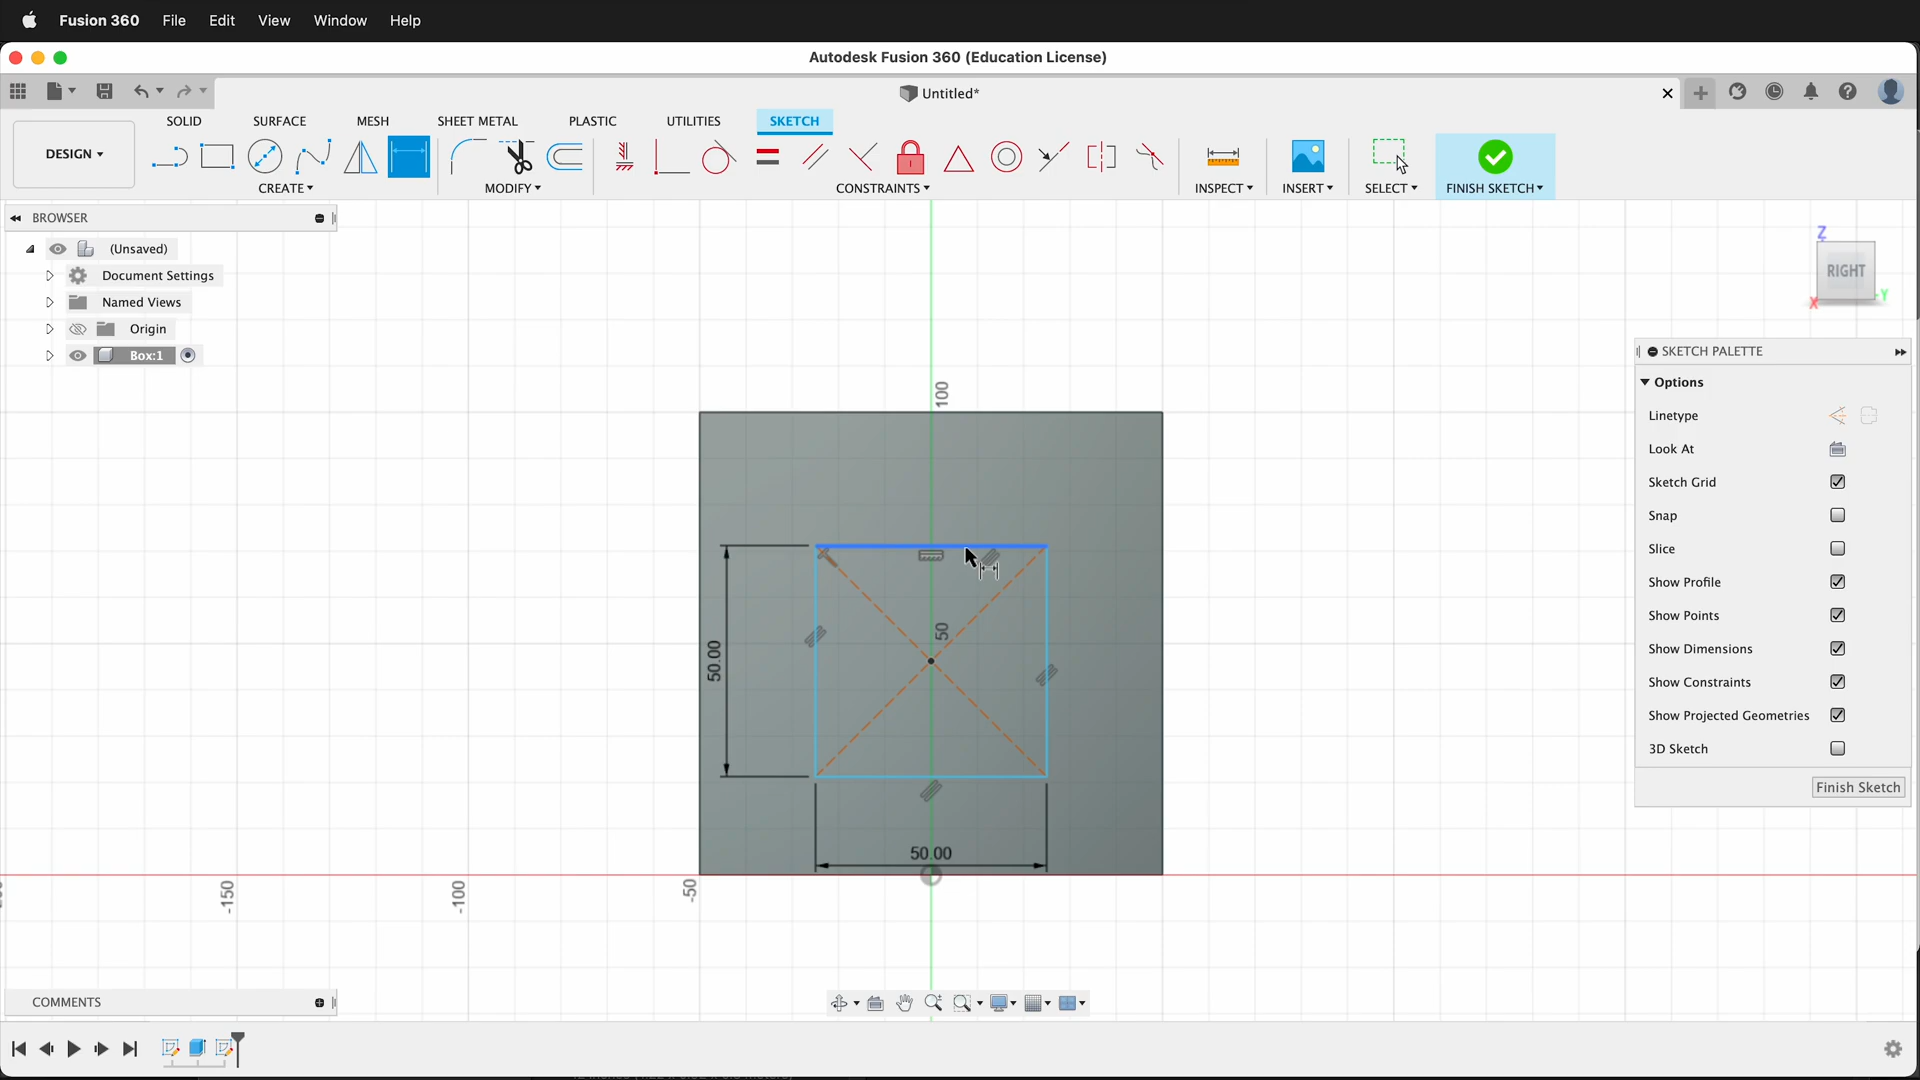 Fusion 360 File Edit View Window Help
Autodesk Fusion 360 (Education License)
Untitled*
SOLID SURFACE MESH SHEET METAL PLASTIC UTILITIES SKETCH
DESIGN
CREATE MODIFY CONSTRAINTS INSPECT INSERT SELECT FINISH SKETCH
BROWSER
(Unsaved)
Document Settings
Named Views
Origin
Box:1
Z
RIGHT
X
Y
SKETCH PALETTE
Options
Linetype
Look At
Sketch Grid
Snap
Slice
Show Profile
Show Points
Show Dimensions
Show Constraints
Show Projected Geometries
3D Sketch
Finish Sketch
100
50
50.00
50.00
-150
-100
-50
COMMENTS